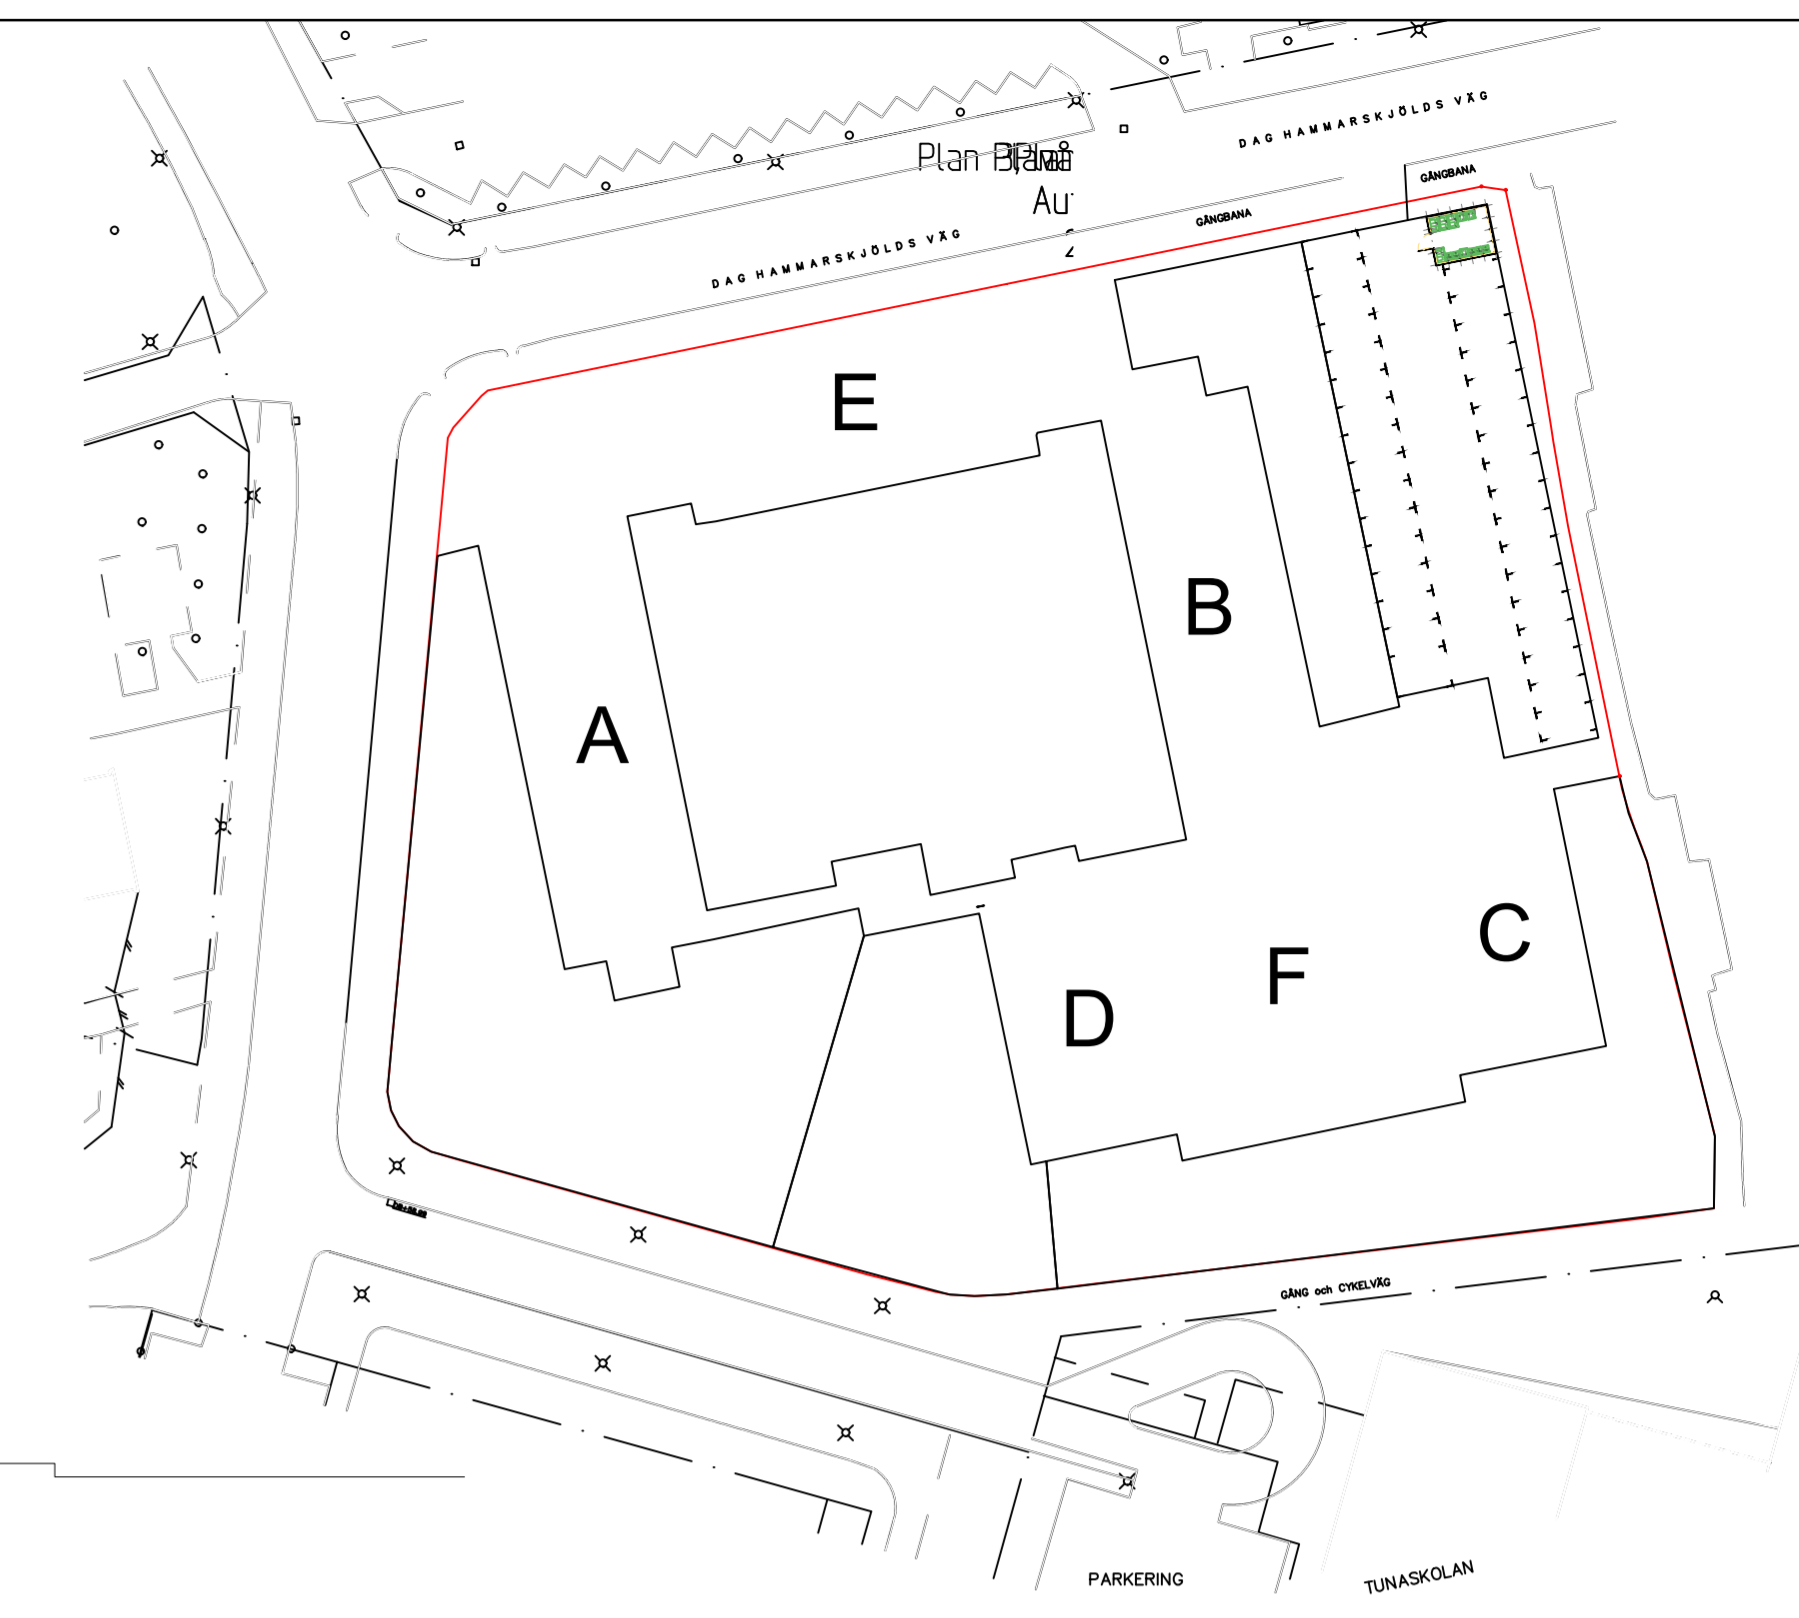 DAG HAMMARSKJÖLDS VÄG
Plan
Au
GÅNGBANA
GÅNGBANA
DAG HAMMARSKJÖLDS VÄG
E
B
A
C
F
D
GÅNG och CYKELVÄG
PARKERING
TUNASKOLAN